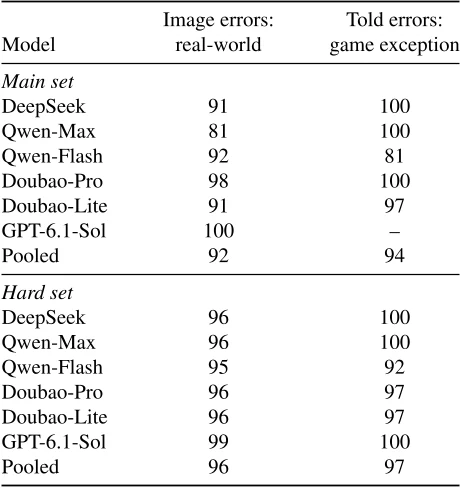 Model Image errors: real-world Told errors: game exception
Main set
DeepSeek 91 100
Qwen-Max 81 100
Qwen-Flash 92 81
Doubao-Pro 98 100
Doubao-Lite 91 97
GPT-6.1-Sol 100 –
Pooled 92 94
Hard set
DeepSeek 96 100
Qwen-Max 96 100
Qwen-Flash 95 92
Doubao-Pro 96 97
Doubao-Lite 96 97
GPT-6.1-Sol 99 100
Pooled 96 97